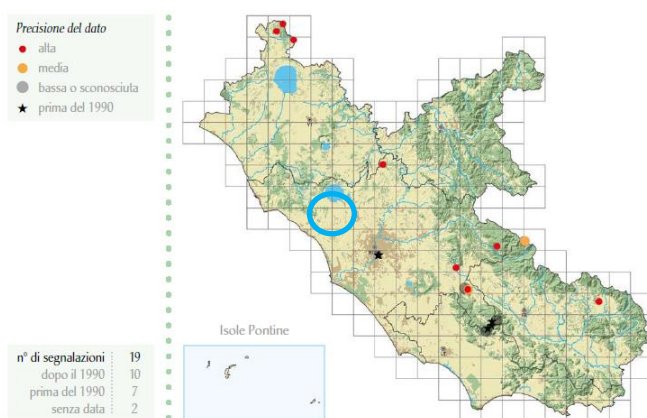 Precisione del dato
alta
media
bassa o sconosciuta
prima del 1990
Isole Pontine
n° di segnalazioni 19
dopo il 1990 10
prima del 1990 7
senza data 2